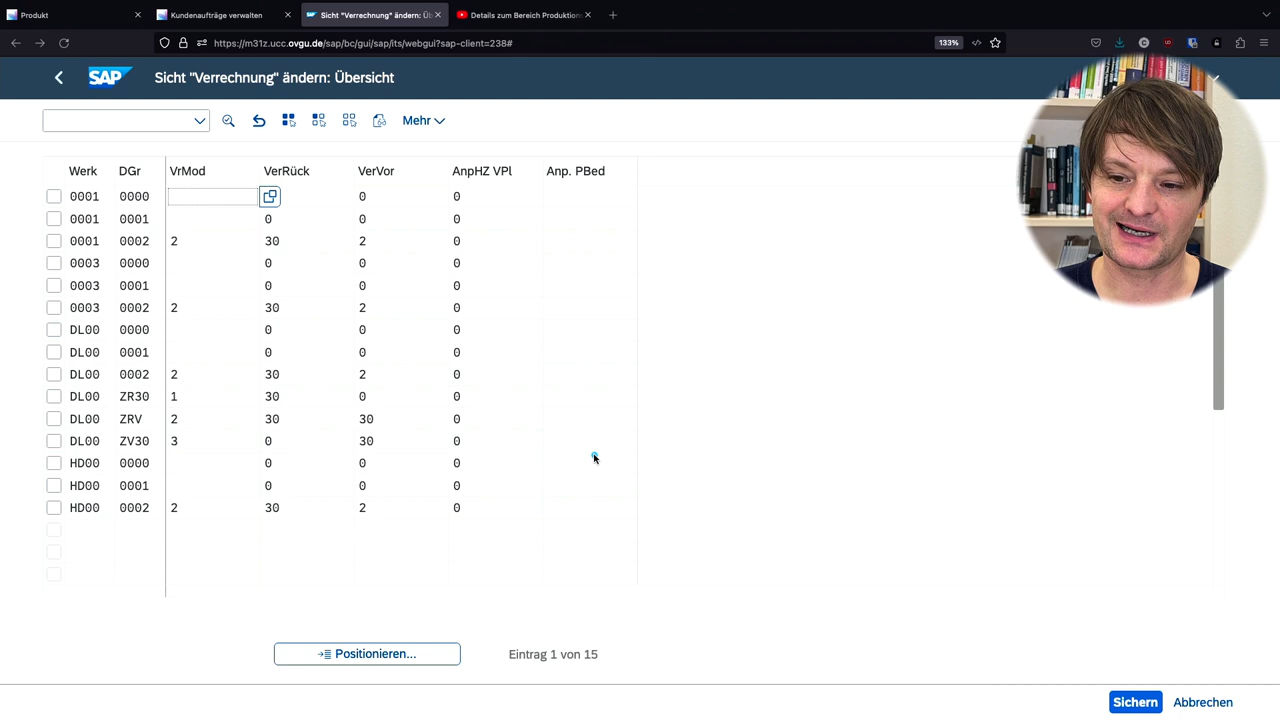 Produkt
Kundenaufträge verwalten
Sicht "Verrechnung" ändern: Üb
Details zum Bereich Produktion
https://m31z.ucc.ovgu.de/sap/bc/gui/sap/its/webgui?sap-client=238#
133%
SAP
Sicht "Verrechnung" ändern: Übersicht
Mehr
Werk DGr VrMod VerRück VerVor AnpHZ VPl Anp. PBed
0001 0000 0 0
0001 0001 0 0 0
0001 0002 2 30 2 0
0003 0000 0 0 0
0003 0001 0 0 0
0003 0002 2 30 2 0
DL00 0000 0 0 0
DL00 0001 0 0 0
DL00 0002 2 30 2 0
DL00 ZR30 1 30 0 0
DL00 ZRV 2 30 30 0
DL00 ZV30 3 0 30 0
HD00 0000 0 0 0
HD00 0001 0 0 0
HD00 0002 2 30 2 0
Positionieren...
Eintrag 1 von 15
Sichern
Abbrechen